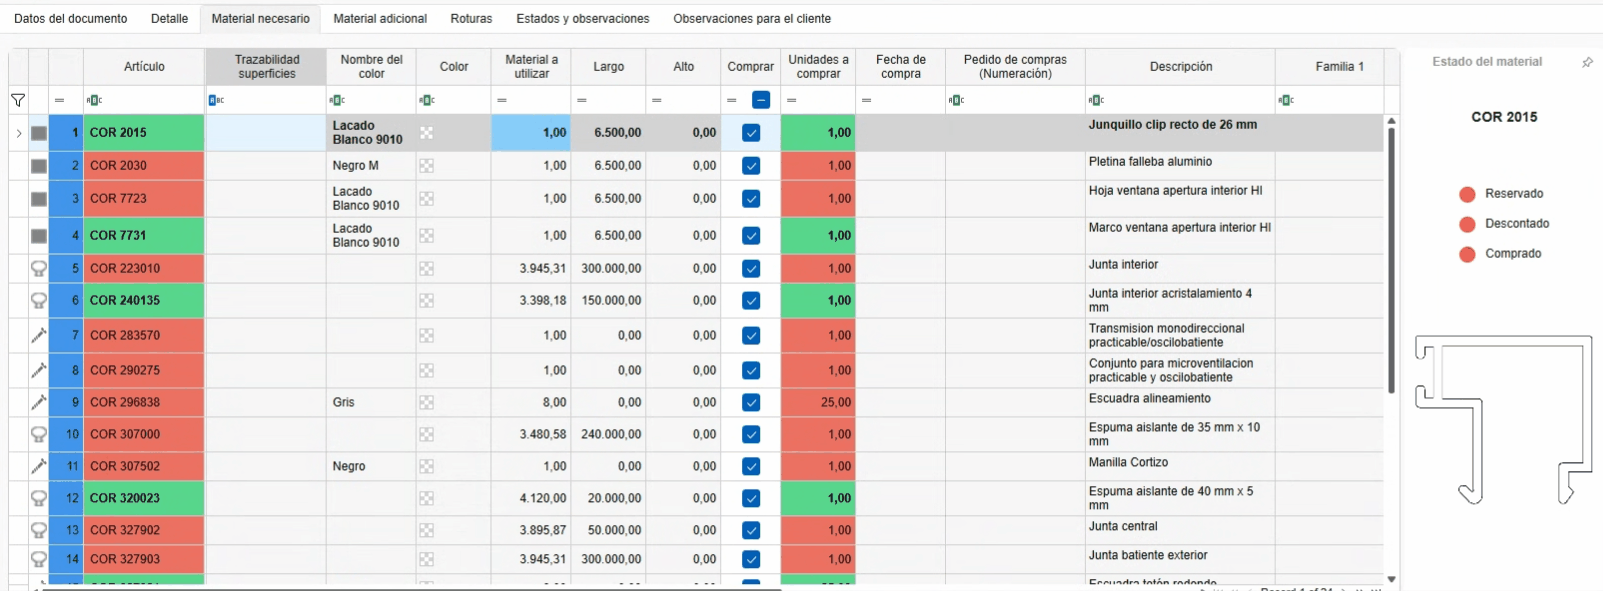 Datos del documento Detalle Material necesario Material adicional Roturas Estados y observaciones Observaciones para el cliente
Artículo Trazabilidad superficies Nombre del color Color Material a utilizar Largo Alto Comprar Unidades a comprar Fecha de compra Pedido de compras (Numeración) Descripción Familia 1
1 COR 2015 Lacado Blanco 9010 1,00 6.500,00 0,00 1,00 Junquillo clip recto de 26 mm
2 COR 2030 Negro M 1,00 6.500,00 0,00 1,00 Pletina falleba aluminio
3 COR 7723 Lacado Blanco 9010 1,00 6.500,00 0,00 1,00 Hoja ventana apertura interior HI
4 COR 7731 Lacado Blanco 9010 1,00 6.500,00 0,00 1,00 Marco ventana apertura interior HI
5 COR 223010 3.945,31 300.000,00 0,00 1,00 Junta interior
6 COR 240135 3.398,18 150.000,00 0,00 1,00 Junta interior acristalamiento 4 mm
7 COR 283570 1,00 0,00 0,00 1,00 Transmision monodireccional practicable/oscilobatiente
8 COR 290275 1,00 0,00 0,00 1,00 Conjunto para microventilacion practicable y oscilobatiente
9 COR 296838 Gris 8,00 0,00 0,00 25,00 Escuadra alineamiento
10 COR 307000 3.480,58 240.000,00 0,00 1,00 Espuma aislante de 35 mm x 10 mm
11 COR 307502 Negro 1,00 0,00 0,00 1,00 Manilla Cortizo
12 COR 320023 4.120,00 20.000,00 0,00 1,00 Espuma aislante de 40 mm x 5 mm
13 COR 327902 3.895,87 50.000,00 0,00 1,00 Junta central
14 COR 327903 3.945,31 300.000,00 0,00 1,00 Junta batiente exterior
Escuadra tetón redondo
Record 1 of 24
Estado del material
COR 2015
Reservado
Descontado
Comprado